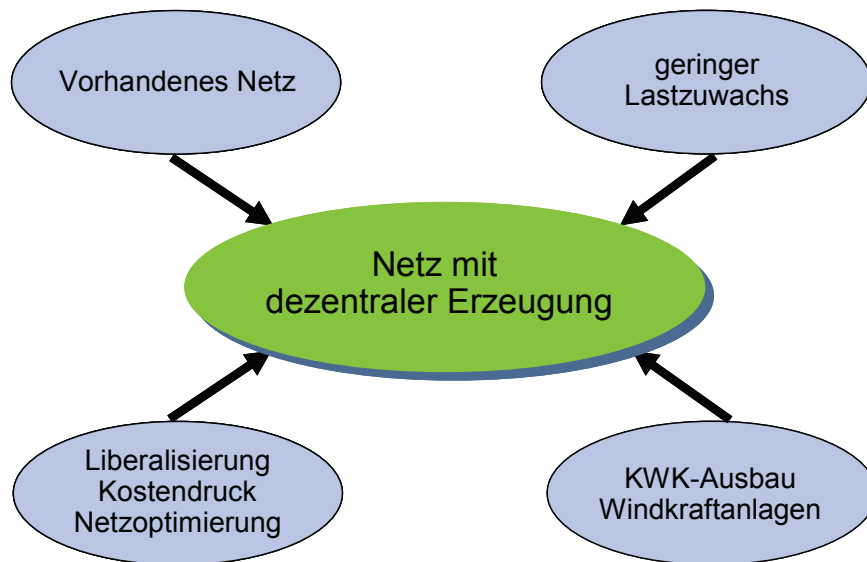 Vorhandenes Netz
geringer
Lastzuwachs
Netz mit
dezentraler Erzeugung
Liberalisierung
Kostendruck
Netzoptimierung
KWK-Ausbau
Windkraftanlagen